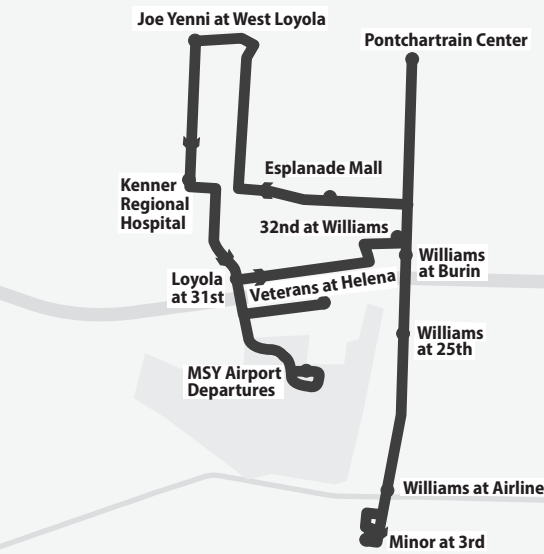 Joe Yenni at West Loyola
Pontchartrain Center
Esplanade Mall
Kenner
Regional
Hospital
32nd at Williams
Williams
at Burin
Loyola
at 31st
Veterans at Helena
Williams
at 25th
MSY Airport
Departures
Williams at Airline
Minor at 3rd